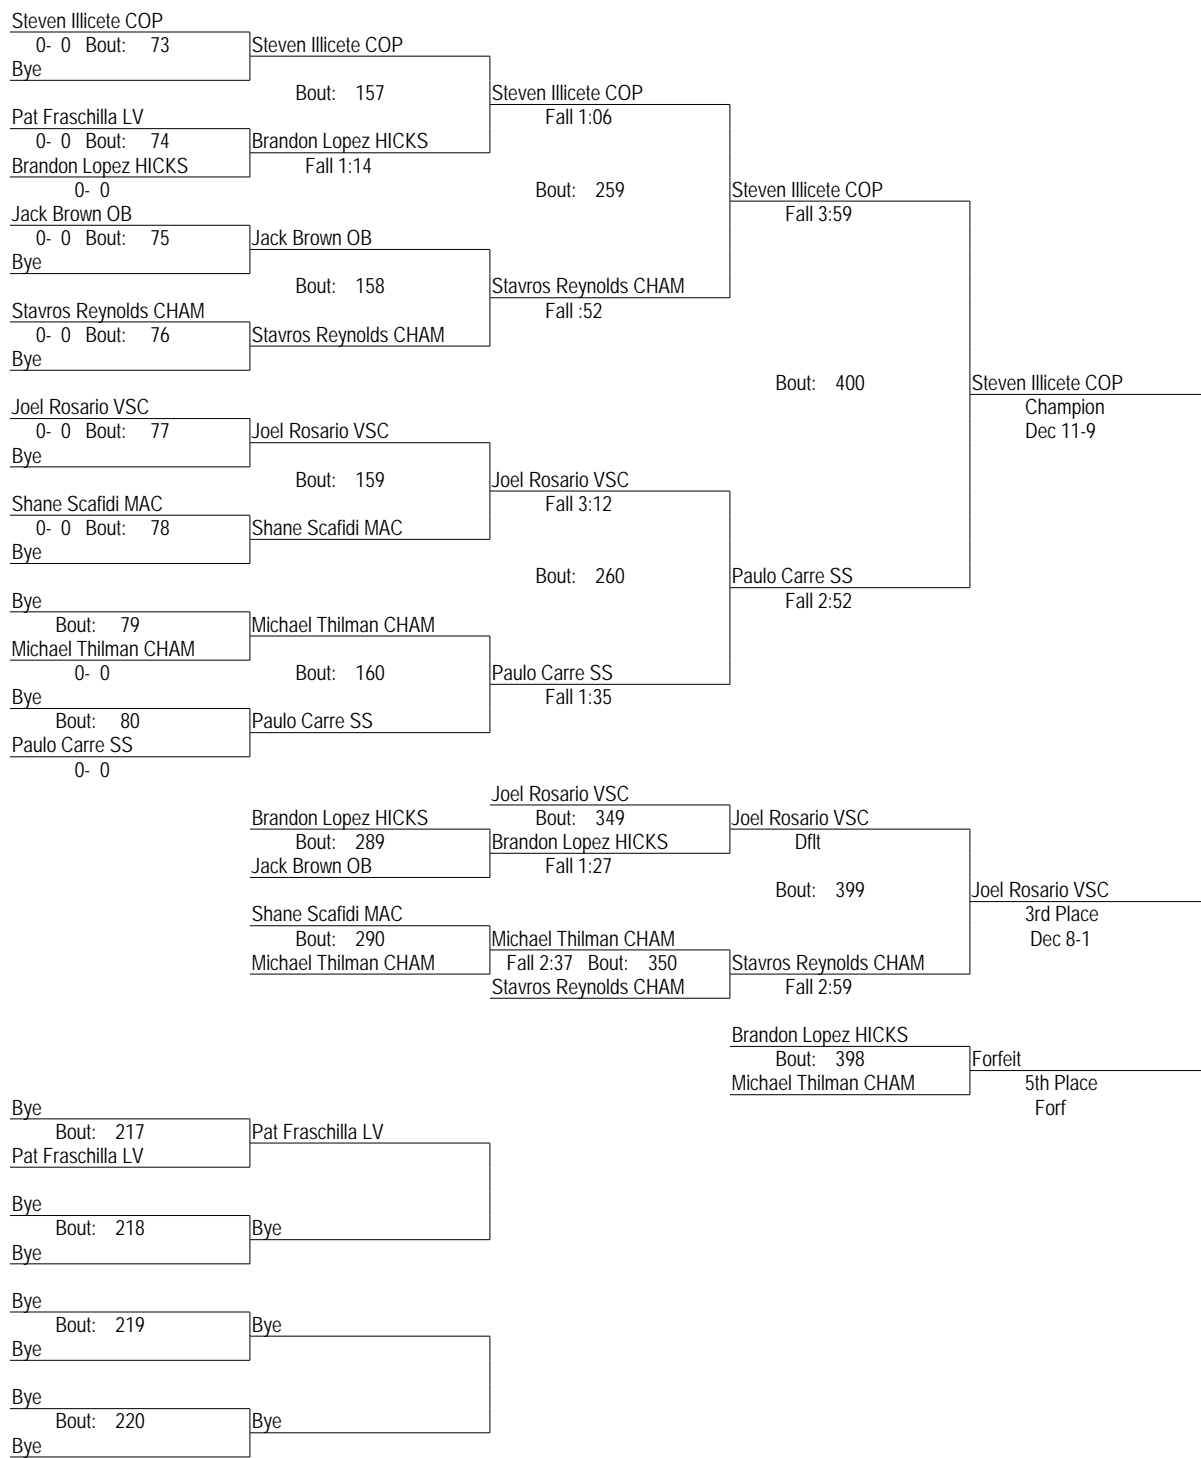 Steven Illicete COP
0- 0 Bout: 73
Steven Illicete COP
Bye
Bout: 157
Steven Illicete COP
Pat Fraschilla LV
Fall 1:06
0- 0 Bout: 74
Brandon Lopez HICKS
Brandon Lopez HICKS
Fall 1:14
0- 0
Bout: 259
Steven Illicete COP
Jack Brown OB
Fall 3:59
0- 0 Bout: 75
Jack Brown OB
Bye
Bout: 158
Stavros Reynolds CHAM
Stavros Reynolds CHAM
Fall :52
0- 0 Bout: 76
Stavros Reynolds CHAM
Bye
Bout: 400
Steven Illicete COP
Joel Rosario VSC
Champion
0- 0 Bout: 77
Joel Rosario VSC
Dec 11-9
Bye
Bout: 159
Joel Rosario VSC
Shane Scafidi MAC
Fall 3:12
0- 0 Bout: 78
Shane Scafidi MAC
Bye
Bout: 260
Paulo Carre SS
Bye
Fall 2:52
Bout: 79
Michael Thilman CHAM
Michael Thilman CHAM
0- 0
Bout: 160
Paulo Carre SS
Bye
Fall 1:35
Bout: 80
Paulo Carre SS
Paulo Carre SS
0- 0
Joel Rosario VSC
Brandon Lopez HICKS
Bout: 349
Joel Rosario VSC
Bout: 289
Brandon Lopez HICKS
Dflt
Jack Brown OB
Fall 1:27
Bout: 399
Joel Rosario VSC
Shane Scafidi MAC
3rd Place
Bout: 290
Michael Thilman CHAM
Dec 8-1
Michael Thilman CHAM
Fall 2:37 Bout: 350
Stavros Reynolds CHAM
Stavros Reynolds CHAM
Fall 2:59
Brandon Lopez HICKS
Bout: 398
Forfeit
Michael Thilman CHAM
5th Place
Bye
Forf
Bout: 217
Pat Fraschilla LV
Pat Fraschilla LV
Bye
Bout: 218
Bye
Bye
Bye
Bout: 219
Bye
Bye
Bye
Bout: 220
Bye
Bye